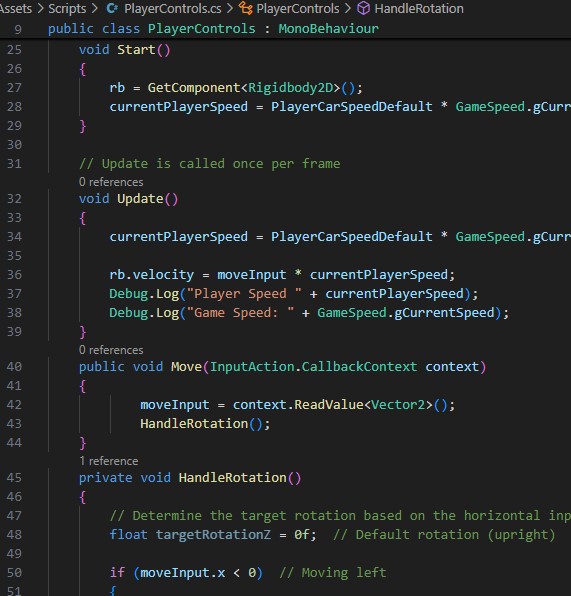 Assets > Scripts > PlayerControls.cs > PlayerControls > HandleRotation
9 public class PlayerControls : MonoBehaviour
25 void Start()
26 {
27 rb = GetComponent<Rigidbody2D>();
28 currentPlayerSpeed = PlayerCarSpeedDefault * GameSpeed.gCurr
29 }
30
31 // Update is called once per frame
0 references
32 void Update()
33 {
34 currentPlayerSpeed = PlayerCarSpeedDefault * GameSpeed.gCurr
35
36 rb.velocity = moveInput * currentPlayerSpeed;
37 Debug.Log("Player Speed " + currentPlayerSpeed);
38 Debug.Log("Game Speed: " + GameSpeed.gCurrentSpeed);
39 }
0 references
40 public void Move(InputAction.CallbackContext context)
41 {
42 moveInput = context.ReadValue<Vector2>();
43 HandleRotation();
44 }
1 reference
45 private void HandleRotation()
46 {
47 // Determine the target rotation based on the horizontal inp
48 float targetRotationZ = 0f; // Default rotation (upright)
49
50 if (moveInput.x < 0) // Moving left
51 {